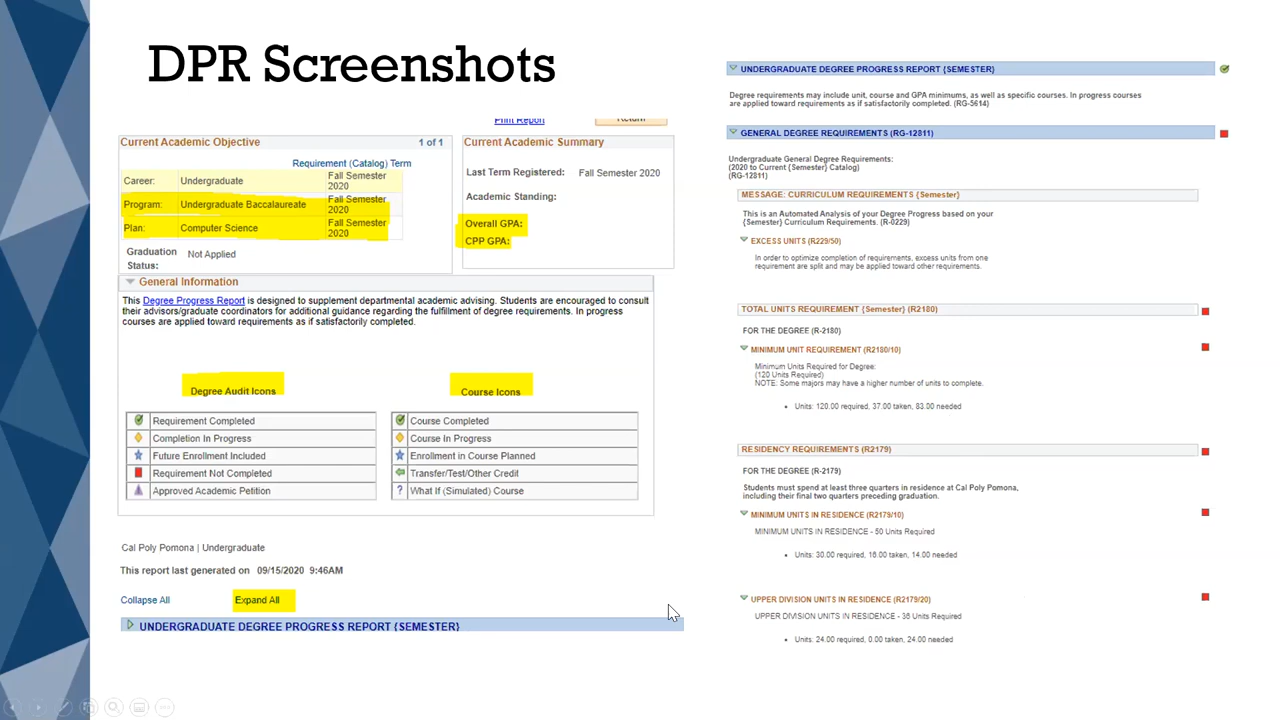 DPR Screenshots
Print Report
Return
Current Academic Objective 1 of 1
Requirement (Catalog) Term
Career: Undergraduate Fall Semester 2020
Program: Undergraduate Baccalaureate Fall Semester 2020
Plan: Computer Science Fall Semester 2020
Graduation Status: Not Applied
Current Academic Summary
Last Term Registered: Fall Semester 2020
Academic Standing:
Overall GPA:
CPP GPA:
General Information
This Degree Progress Report is designed to supplement departmental academic advising. Students are encouraged to consult
their advisors/graduate coordinators for additional guidance regarding the fulfillment of degree requirements. In progress
courses are applied toward requirements as if satisfactorily completed.
Degree Audit Icons
Requirement Completed
Completion In Progress
Future Enrollment Included
Requirement Not Completed
Approved Academic Petition
Course Icons
Course Completed
Course In Progress
Enrollment in Course Planned
Transfer/Test/Other Credit
? What If (Simulated) Course
Cal Poly Pomona | Undergraduate
This report last generated on 09/15/2020 9:46AM
Collapse All Expand All
UNDERGRADUATE DEGREE PROGRESS REPORT {SEMESTER}
UNDERGRADUATE DEGREE PROGRESS REPORT {SEMESTER}
Degree requirements may include unit, course and GPA minimums, as well as specific courses. In progress courses
are applied toward requirements as if satisfactorily completed. (RG-5614)
GENERAL DEGREE REQUIREMENTS (RG-12811)
Undergraduate General Degree Requirements:
(2020 to Current {Semester} Catalog)
(RG-12811)
MESSAGE: CURRICULUM REQUIREMENTS {Semester}
This is an Automated Analysis of your Degree Progress based on your
{Semester} Curriculum Requirements. (R-0229)
EXCESS UNITS (R229/50)
In order to optimize completion of requirements, excess units from one
requirement are split and may be applied toward other requirements.
TOTAL UNITS REQUIREMENT {Semester} (R2180)
FOR THE DEGREE (R-2180)
MINIMUM UNIT REQUIREMENT (R2180/10)
Minimum Units Required for Degree:
(120 Units Required)
NOTE: Some majors may have a higher number of units to complete.
• Units: 120.00 required, 37.00 taken, 83.00 needed
RESIDENCY REQUIREMENTS (R2179)
FOR THE DEGREE (R-2179)
Students must spend at least three quarters in residence at Cal Poly Pomona,
including their final two quarters preceding graduation.
MINIMUM UNITS IN RESIDENCE (R2179/10)
MINIMUM UNITS IN RESIDENCE - 50 Units Required
• Units: 30.00 required, 16.00 taken, 14.00 needed
UPPER DIVISION UNITS IN RESIDENCE (R2179/20)
UPPER DIVISION UNITS IN RESIDENCE - 36 Units Required
• Units: 24.00 required, 0.00 taken, 24.00 needed